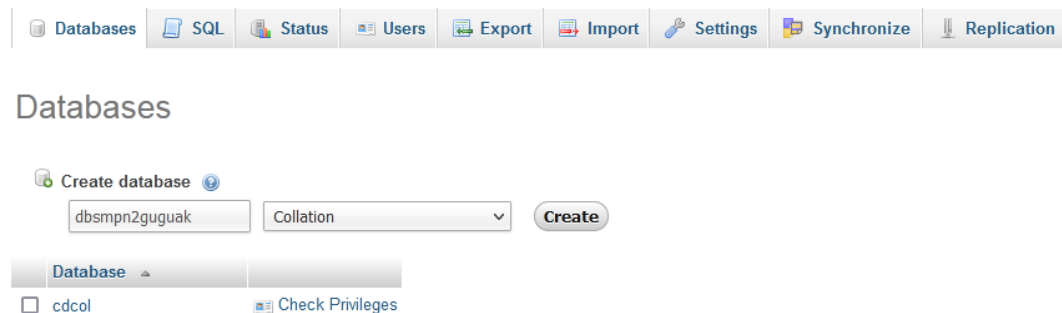 Databases SQL Status Users Export Import Settings Synchronize Replication
Databases
Create database
dbsmpn2guguak Collation Create
Database
cdcol Check Privileges